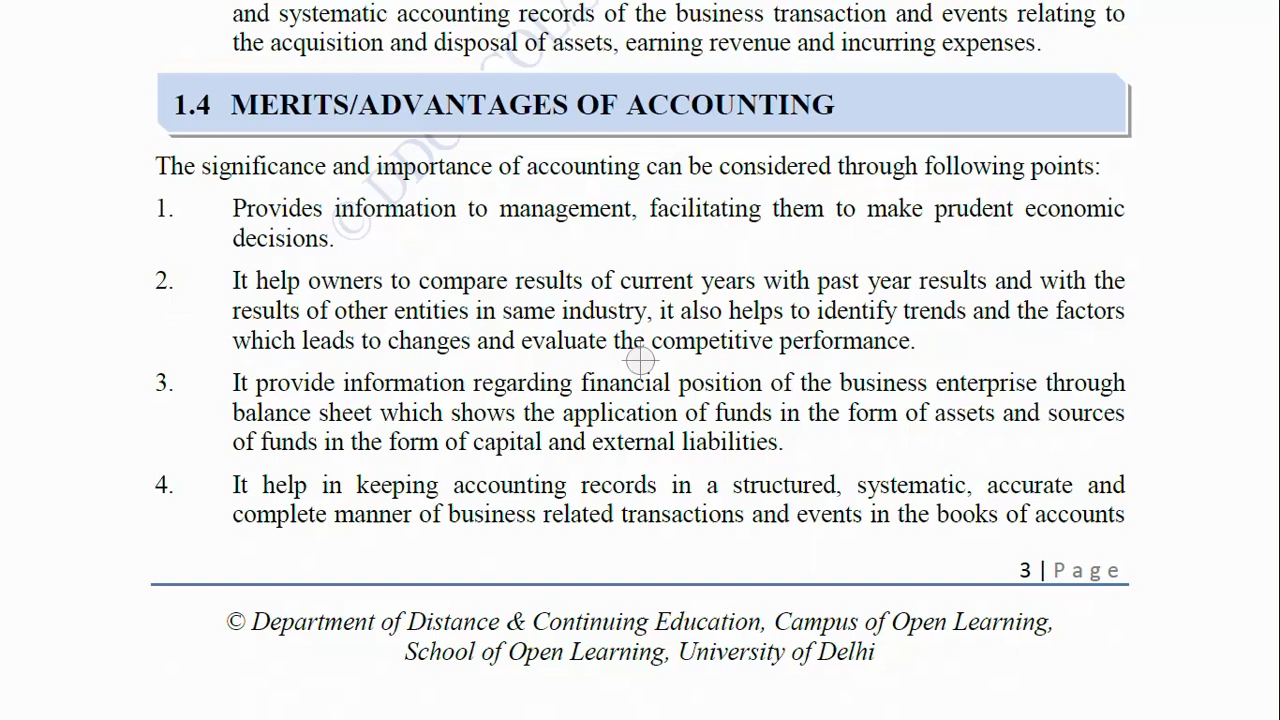 and systematic accounting records of the business transaction and events relating to
the acquisition and disposal of assets, earning revenue and incurring expenses.
1.4 MERITS/ADVANTAGES OF ACCOUNTING
The significance and importance of accounting can be considered through following points:
1. Provides information to management, facilitating them to make prudent economic
decisions.
2. It help owners to compare results of current years with past year results and with the
results of other entities in same industry, it also helps to identify trends and the factors
which leads to changes and evaluate the competitive performance.
3. It provide information regarding financial position of the business enterprise through
balance sheet which shows the application of funds in the form of assets and sources
of funds in the form of capital and external liabilities.
4. It help in keeping accounting records in a structured, systematic, accurate and
complete manner of business related transactions and events in the books of accounts
3 | Page
© Department of Distance & Continuing Education, Campus of Open Learning,
School of Open Learning, University of Delhi